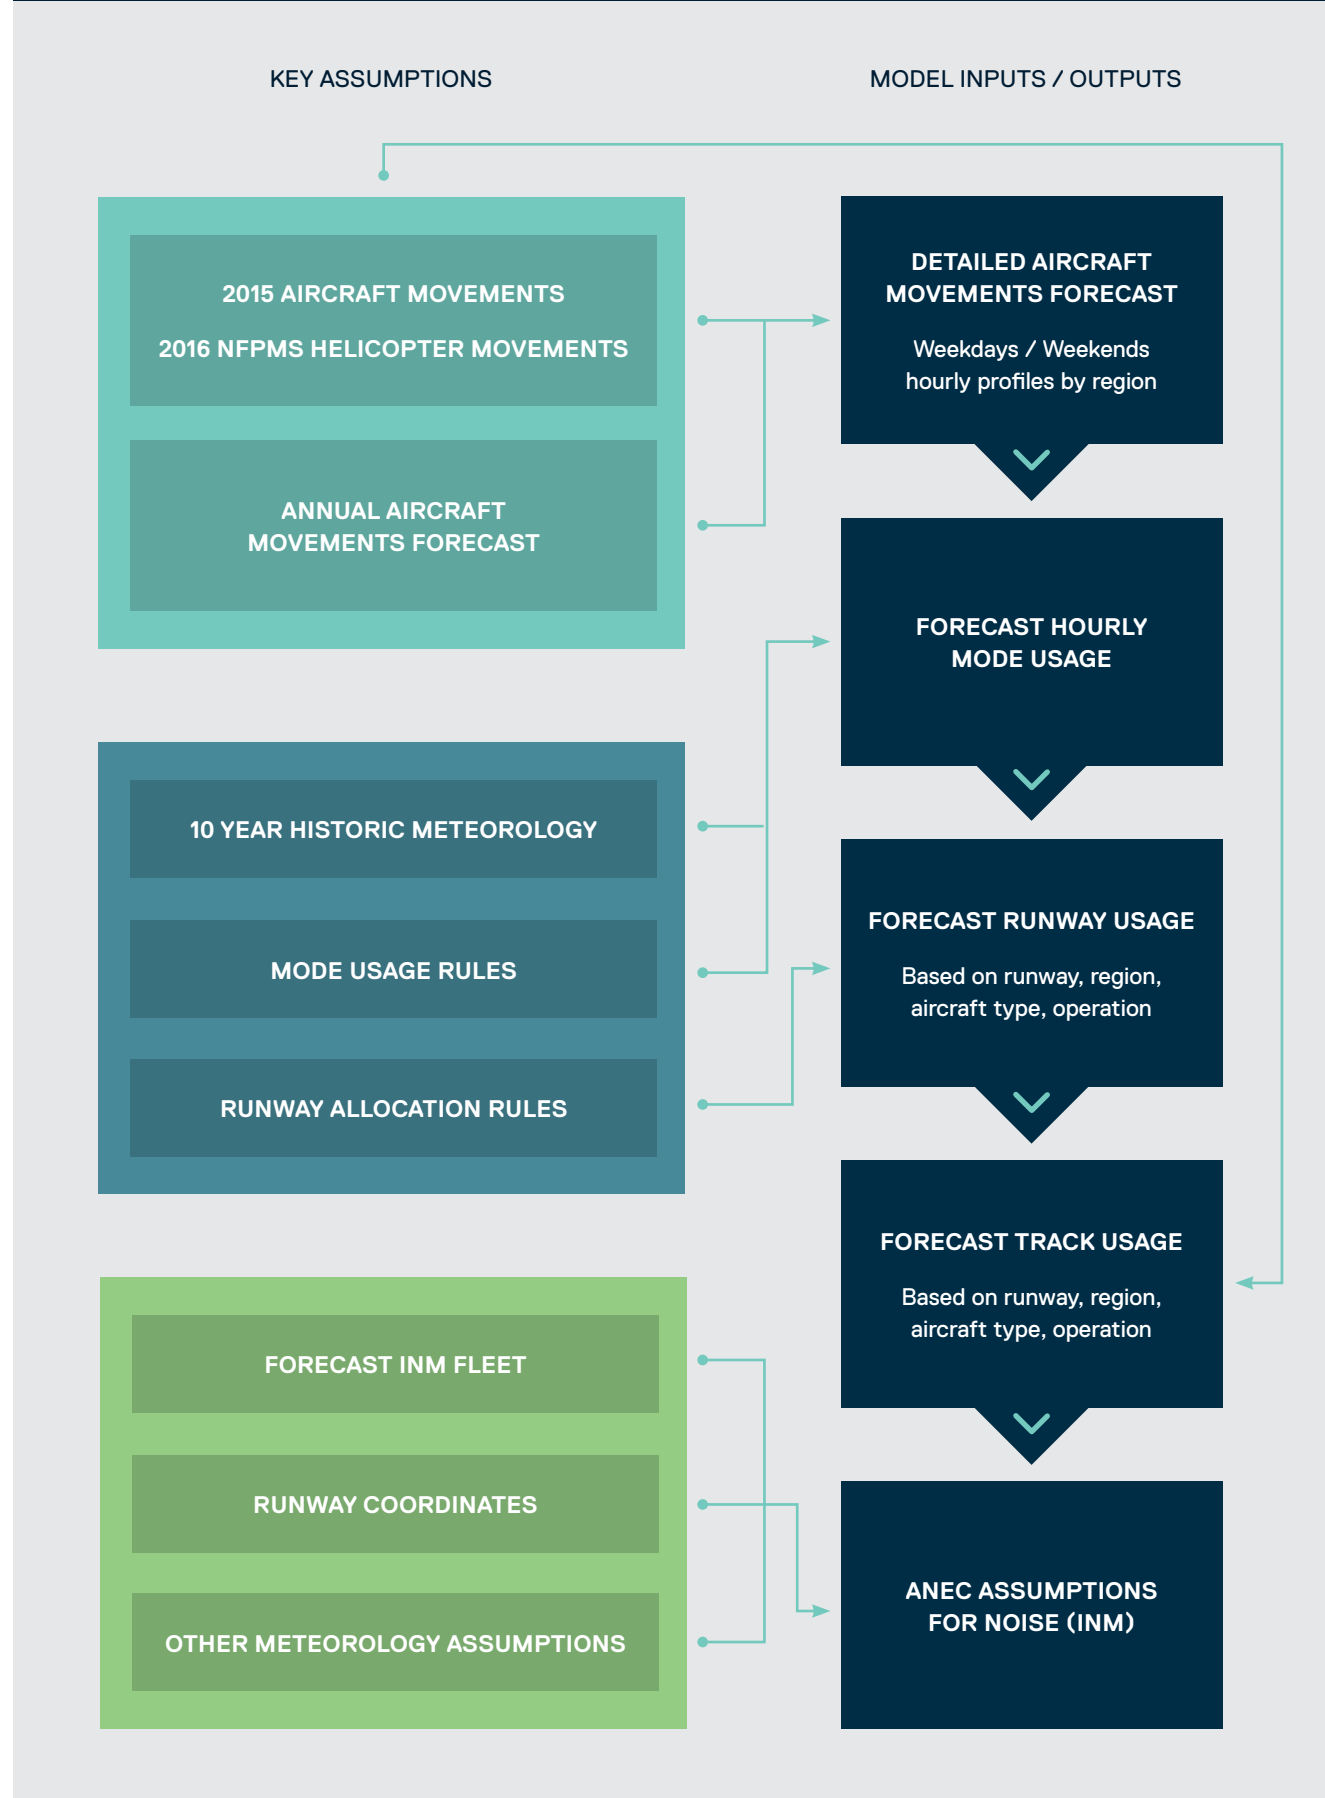 KEY ASSUMPTIONS
MODEL INPUTS / OUTPUTS
2015 AIRCRAFT MOVEMENTS
2016 NFPMS HELICOPTER MOVEMENTS
ANNUAL AIRCRAFT
MOVEMENTS FORECAST
10 YEAR HISTORIC METEOROLOGY
MODE USAGE RULES
RUNWAY ALLOCATION RULES
FORECAST INM FLEET
RUNWAY COORDINATES
OTHER METEOROLOGY ASSUMPTIONS
DETAILED AIRCRAFT
MOVEMENTS FORECAST
Weekdays / Weekends
hourly profiles by region
FORECAST HOURLY
MODE USAGE
FORECAST RUNWAY USAGE
Based on runway, region,
aircraft type, operation
FORECAST TRACK USAGE
Based on runway, region,
aircraft type, operation
ANEC ASSUMPTIONS
FOR NOISE (INM)